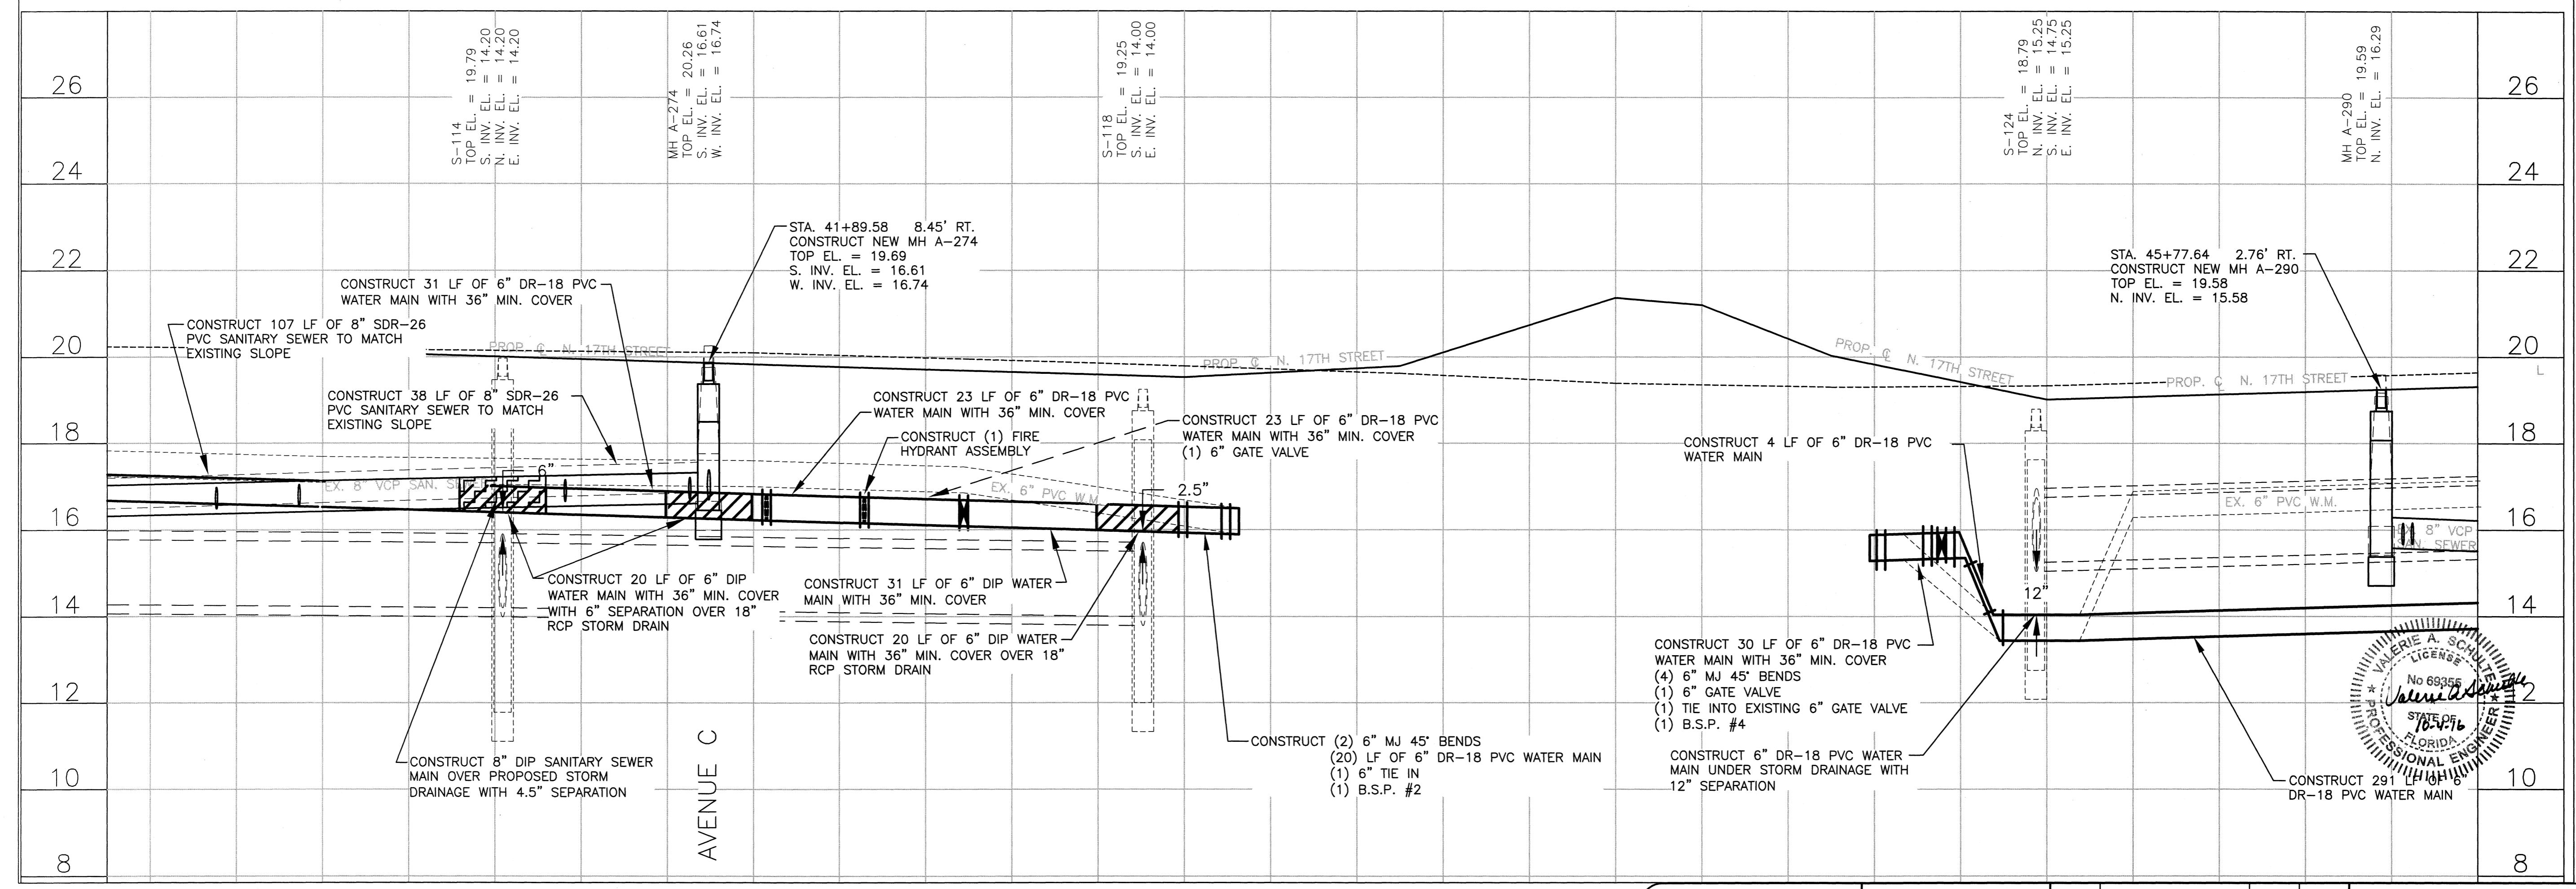 S-114
TOP EL. = 19.79
S. INV. EL. = 14.20
N. INV. EL. = 14.20
E. INV. EL. = 14.20
MH A-274
TOP EL. = 20.26
S. INV. EL. = 16.61
W. INV. EL. = 16.74
S-118
TOP EL. = 19.25
S. INV. EL. = 14.00
E. INV. EL. = 14.00
S-124
TOP EL. = 18.79
N. INV. EL. = 15.25
S. INV. EL. = 14.75
E. INV. EL. = 15.25
MH A-290
TOP EL. = 19.59
N. INV. EL. = 16.29
26
24
22
20
18
16
14
12
10
8
26
24
22
20
L
18
16
14
2
10
8
STA. 41+89.58 8.45' RT.
CONSTRUCT NEW MH A-274
TOP EL. = 19.69
S. INV. EL. = 16.61
W. INV. EL. = 16.74
STA. 45+77.64 2.76' RT.
CONSTRUCT NEW MH A-290
TOP EL. = 19.58
N. INV. EL. = 15.58
CONSTRUCT 31 LF OF 6" DR-18 PVC
WATER MAIN WITH 36" MIN. COVER
CONSTRUCT 107 LF OF 8" SDR-26
PVC SANITARY SEWER TO MATCH
EXISTING SLOPE
PROP. ℄ N. 17TH STREET
PROP. ℄ N. 17TH STREET
PROP. ℄ N. 17TH STREET
PROP. ℄ N. 17TH STREET
CONSTRUCT 38 LF OF 8" SDR-26
PVC SANITARY SEWER TO MATCH
EXISTING SLOPE
CONSTRUCT 23 LF OF 6" DR-18 PVC
WATER MAIN WITH 36" MIN. COVER
CONSTRUCT (1) FIRE
HYDRANT ASSEMBLY
CONSTRUCT 23 LF OF 6" DR-18 PVC
WATER MAIN WITH 36" MIN. COVER
(1) 6" GATE VALVE
CONSTRUCT 4 LF OF 6" DR-18 PVC
WATER MAIN
6"
EX. 8" VCP SAN.
EX. 6" PVC W.M.
2.5"
EX. 6" PVC W.M.
EX. 8" VCP
SAN. SEWER
CONSTRUCT 20 LF OF 6" DIP
WATER MAIN WITH 36" MIN. COVER
WITH 6" SEPARATION OVER 18"
RCP STORM DRAIN
CONSTRUCT 31 LF OF 6" DIP WATER
MAIN WITH 36" MIN. COVER
CONSTRUCT 20 LF OF 6" DIP WATER
MAIN WITH 36" MIN. COVER OVER 18"
RCP STORM DRAIN
12"
CONSTRUCT 30 LF OF 6" DR-18 PVC
WATER MAIN WITH 36" MIN. COVER
(4) 6" MJ 45° BENDS
(1) 6" GATE VALVE
(1) TIE INTO EXISTING 6" GATE VALVE
(1) B.S.P. #4
CONSTRUCT 8" DIP SANITARY SEWER
MAIN OVER PROPOSED STORM
DRAINAGE WITH 4.5" SEPARATION
AVENUE C
CONSTRUCT (2) 6" MJ 45° BENDS
(20) LF OF 6" DR-18 PVC WATER MAIN
(1) 6" TIE IN
(1) B.S.P. #2
CONSTRUCT 6" DR-18 PVC WATER
MAIN UNDER STORM DRAINAGE WITH
12" SEPARATION
CONSTRUCT 291 LF OF 6"
DR-18 PVC WATER MAIN
VALERIE A. SCHULTE
LICENSE
No 69355
STATE OF
10-4-16
FLORIDA
PROFESSIONAL ENGINEER